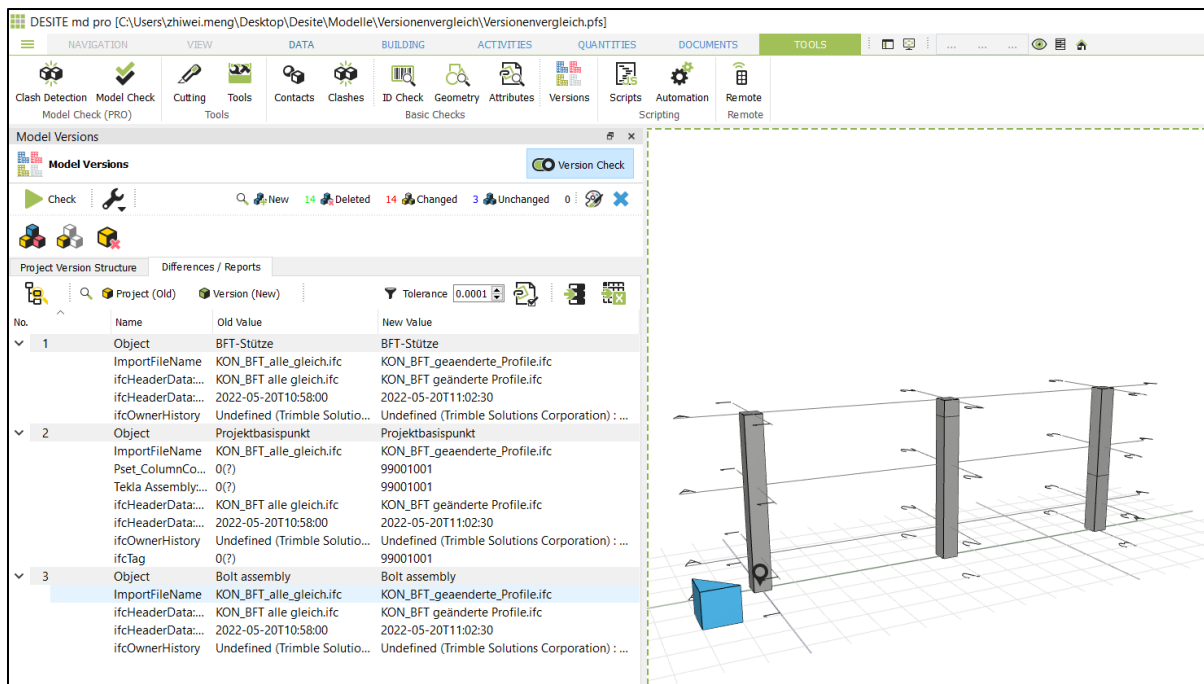 DESITE md pro [C:\Users\zhiwei.meng\Desktop\Desite\Modelle\Versionenvergleich\Versionenvergleich.pfs]
NAVIGATION VIEW DATA BUILDING ACTIVITIES QUANTITIES DOCUMENTS TOOLS ... ... ...
Clash Detection Model Check Cutting Tools Contacts Clashes ID Check Geometry Attributes Versions Scripts Automation Remote
Model Check (PRO) Tools Basic Checks Scripting Remote
Model Versions
Model Versions Version Check
Check New 14 Deleted 14 Changed 3 Unchanged 0
Project Version Structure Differences / Reports
Project (Old) Version (New) Tolerance 0.0001
No. Name Old Value New Value
1 Object BFT-Stütze BFT-Stütze
ImportFileName KON_BFT_alle_gleich.ifc KON_BFT_geaenderte_Profile.ifc
ifcHeaderData:... KON_BFT alle gleich.ifc KON_BFT geänderte Profile.ifc
ifcHeaderData:... 2022-05-20T10:58:00 2022-05-20T11:02:30
ifcOwnerHistory Undefined (Trimble Solutio... Undefined (Trimble Solutions Corporation) : ...
2 Object Projektbasispunkt Projektbasispunkt
ImportFileName KON_BFT_alle_gleich.ifc KON_BFT_geaenderte_Profile.ifc
Pset_ColumnCo... 0(?) 99001001
Tekla Assembly:... 0(?) 99001001
ifcHeaderData:... KON_BFT alle gleich.ifc KON_BFT geänderte Profile.ifc
ifcHeaderData:... 2022-05-20T10:58:00 2022-05-20T11:02:30
ifcOwnerHistory Undefined (Trimble Solutio... Undefined (Trimble Solutions Corporation) : ...
ifcTag 0(?) 99001001
3 Object Bolt assembly Bolt assembly
ImportFileName KON_BFT_alle_gleich.ifc KON_BFT_geaenderte_Profile.ifc
ifcHeaderData:... KON_BFT alle gleich.ifc KON_BFT geänderte Profile.ifc
ifcHeaderData:... 2022-05-20T10:58:00 2022-05-20T11:02:30
ifcOwnerHistory Undefined (Trimble Solutio... Undefined (Trimble Solutions Corporation) : ...